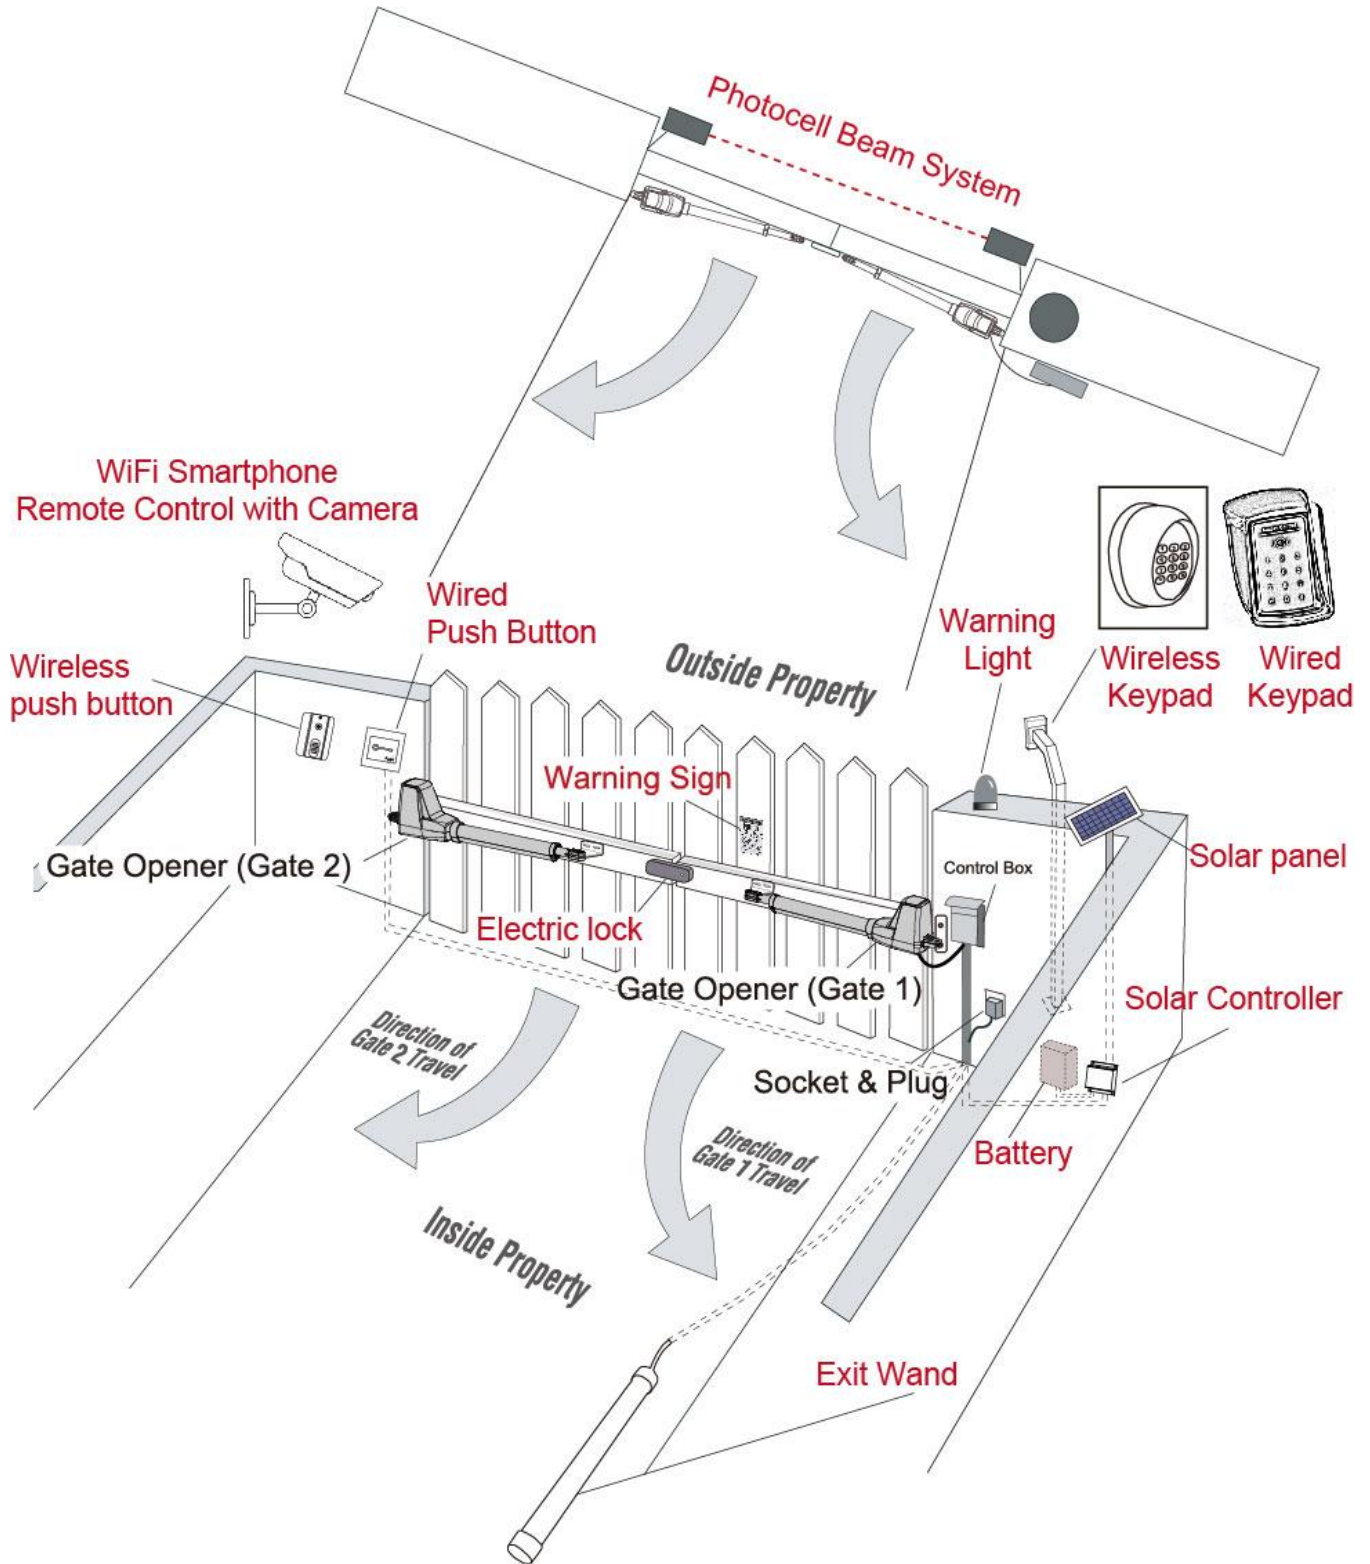 Photocell Beam System
WiFi Smartphone
Remote Control with Camera
Wired
Push Button
Wireless
push button
Outside Property
Warning
Light
Wireless
Keypad
Wired
Keypad
Warning Sign
Gate Opener (Gate 2)
Control Box
Solar panel
Electric lock
Gate Opener (Gate 1)
Solar Controller
Direction of
Gate 2 Travel
Socket & Plug
Battery
Direction of
Gate 1 Travel
Inside Property
Exit Wand